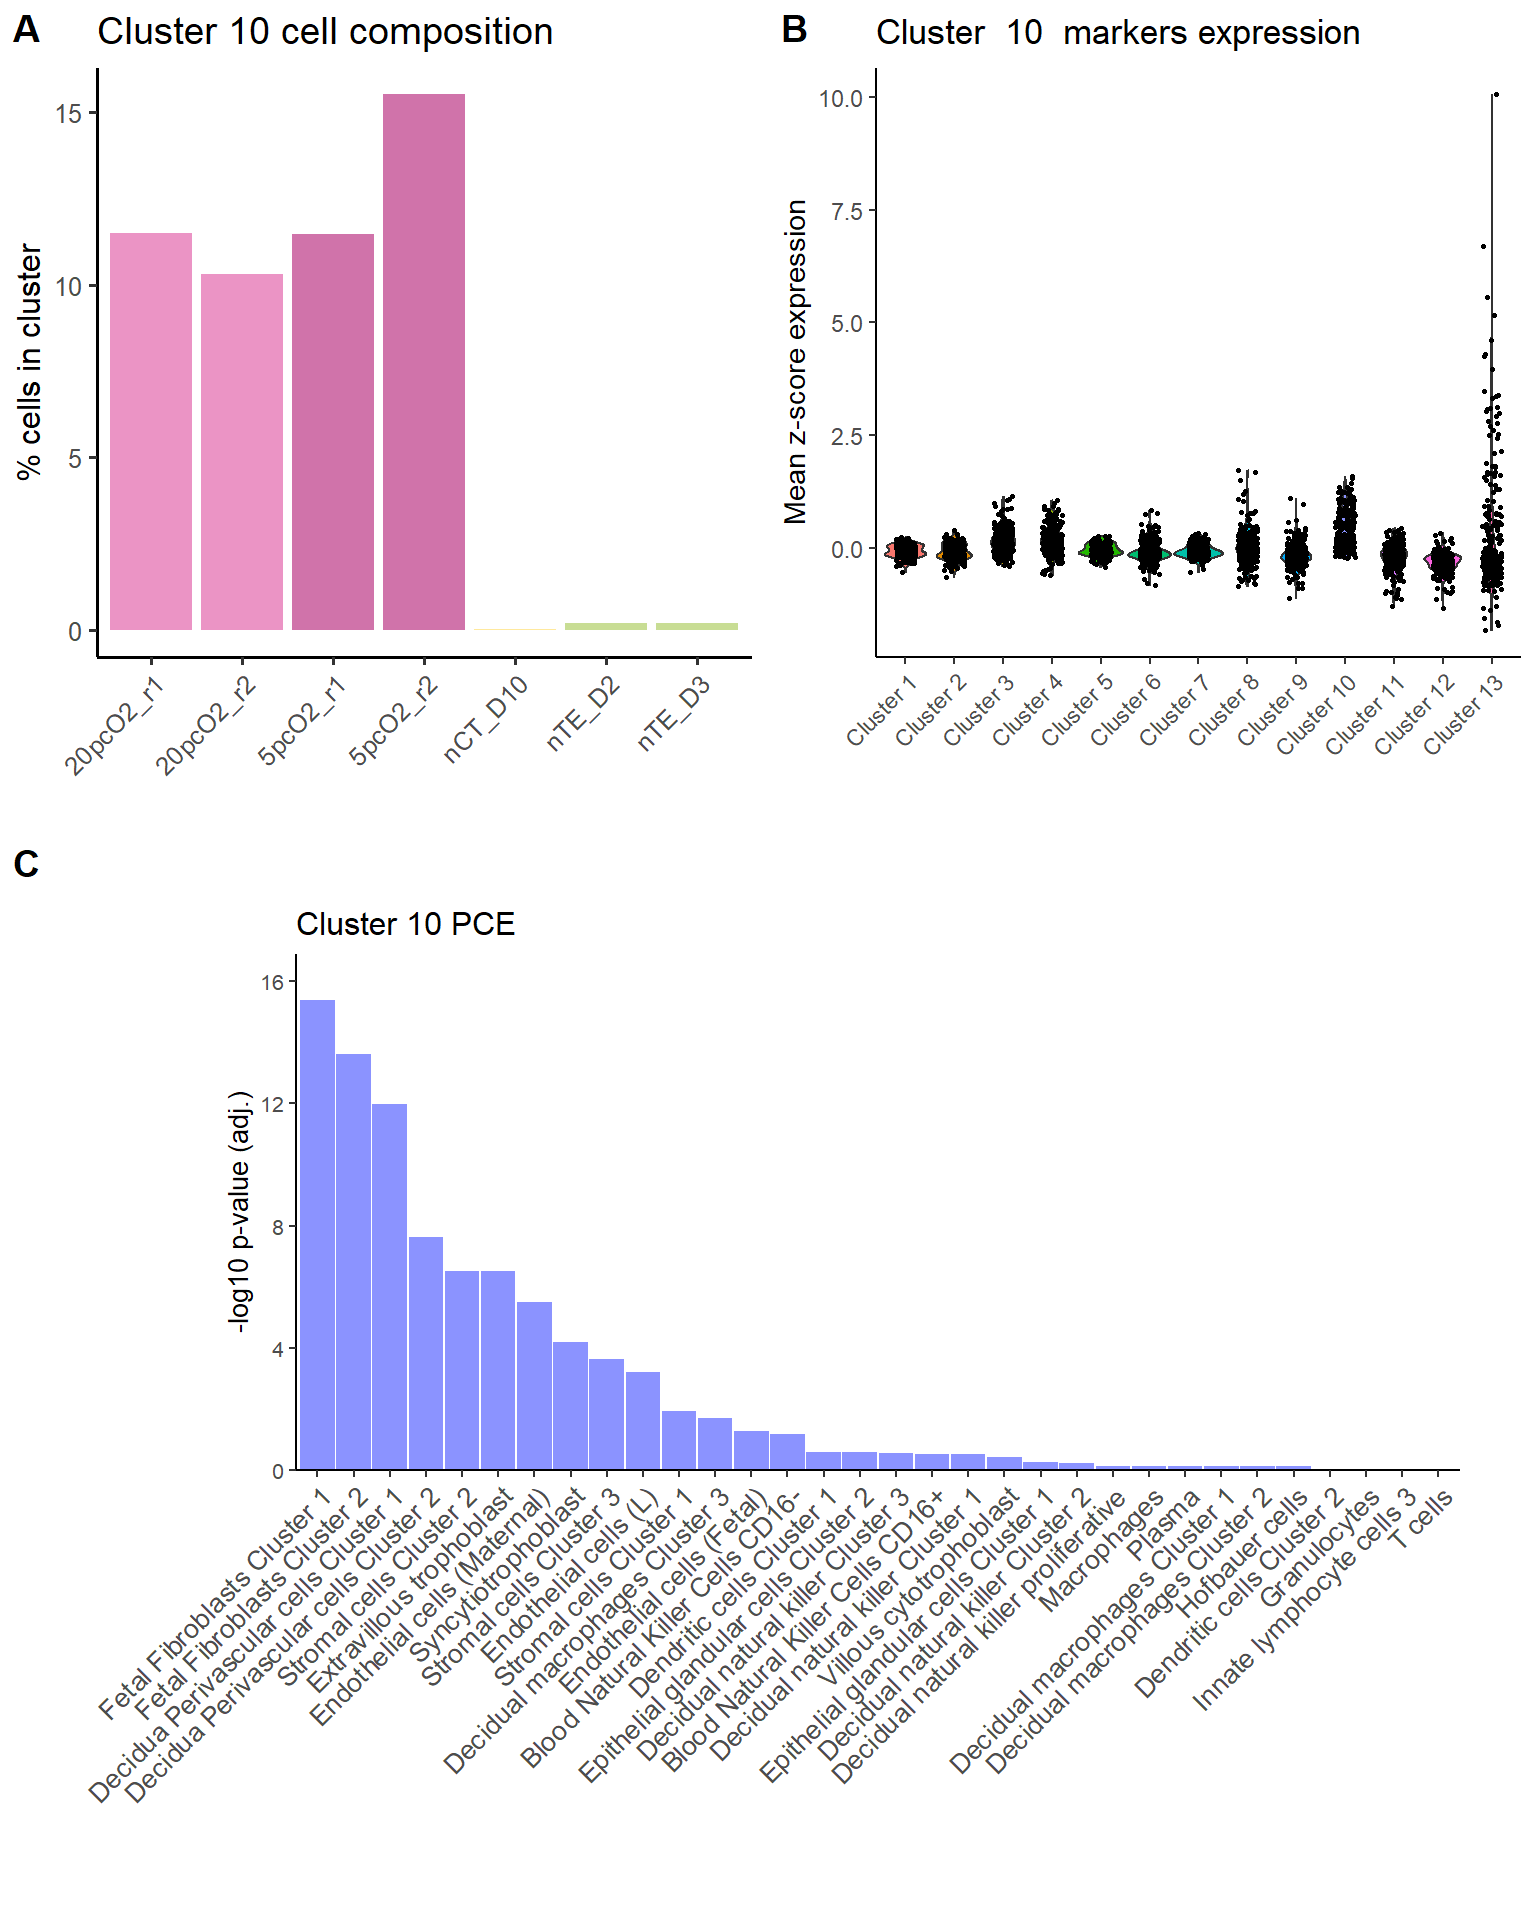 A
Cluster 10 cell composition
% cells in cluster
15
10
5
0
20pcO2_r1
20pcO2_r2
5pcO2_r1
5pcO2_r2
nCT_D10
nTE_D2
nTE_D3
B
Cluster 10 markers expression
Mean z-score expression
10.0
7.5
5.0
2.5
0.0
Cluster 1
Cluster 2
Cluster 3
Cluster 4
Cluster 5
Cluster 6
Cluster 7
Cluster 8
Cluster 9
Cluster 10
Cluster 11
Cluster 12
Cluster 13
C
Cluster 10 PCE
-log10 p-value (adj.)
16
12
8
4
0
Fetal Fibroblasts Cluster 1
Fetal Fibroblasts Cluster 2
Decidua Perivascular cells Cluster 1
Decidua Perivascular cells Cluster 2
Stromal cells Cluster 2
Extravillous trophoblast
Endothelial cells (Maternal)
Syncytiotrophoblast
Stromal cells Cluster 3
Endothelial cells (L)
Stromal cells Cluster 1
Decidual macrophages Cluster 3
Endothelial cells (Fetal)
Blood Natural Killer Cells CD16-
Dendritic cells Cluster 1
Epithelial glandular cells Cluster 2
Decidual natural killer Cluster 3
Blood Natural Killer Cells CD16+
Decidual natural killer Cluster 1
Villous cytotrophoblast
Epithelial glandular cells Cluster 1
Decidual natural killer Cluster 2
Decidual natural killer proliferative
Macrophages
Plasma
Decidual macrophages Cluster 1
Decidual macrophages Cluster 2
Hofbauer cells
Dendritic cells Cluster 2
Granulocytes
Innate lymphocyte cells 3
T cells